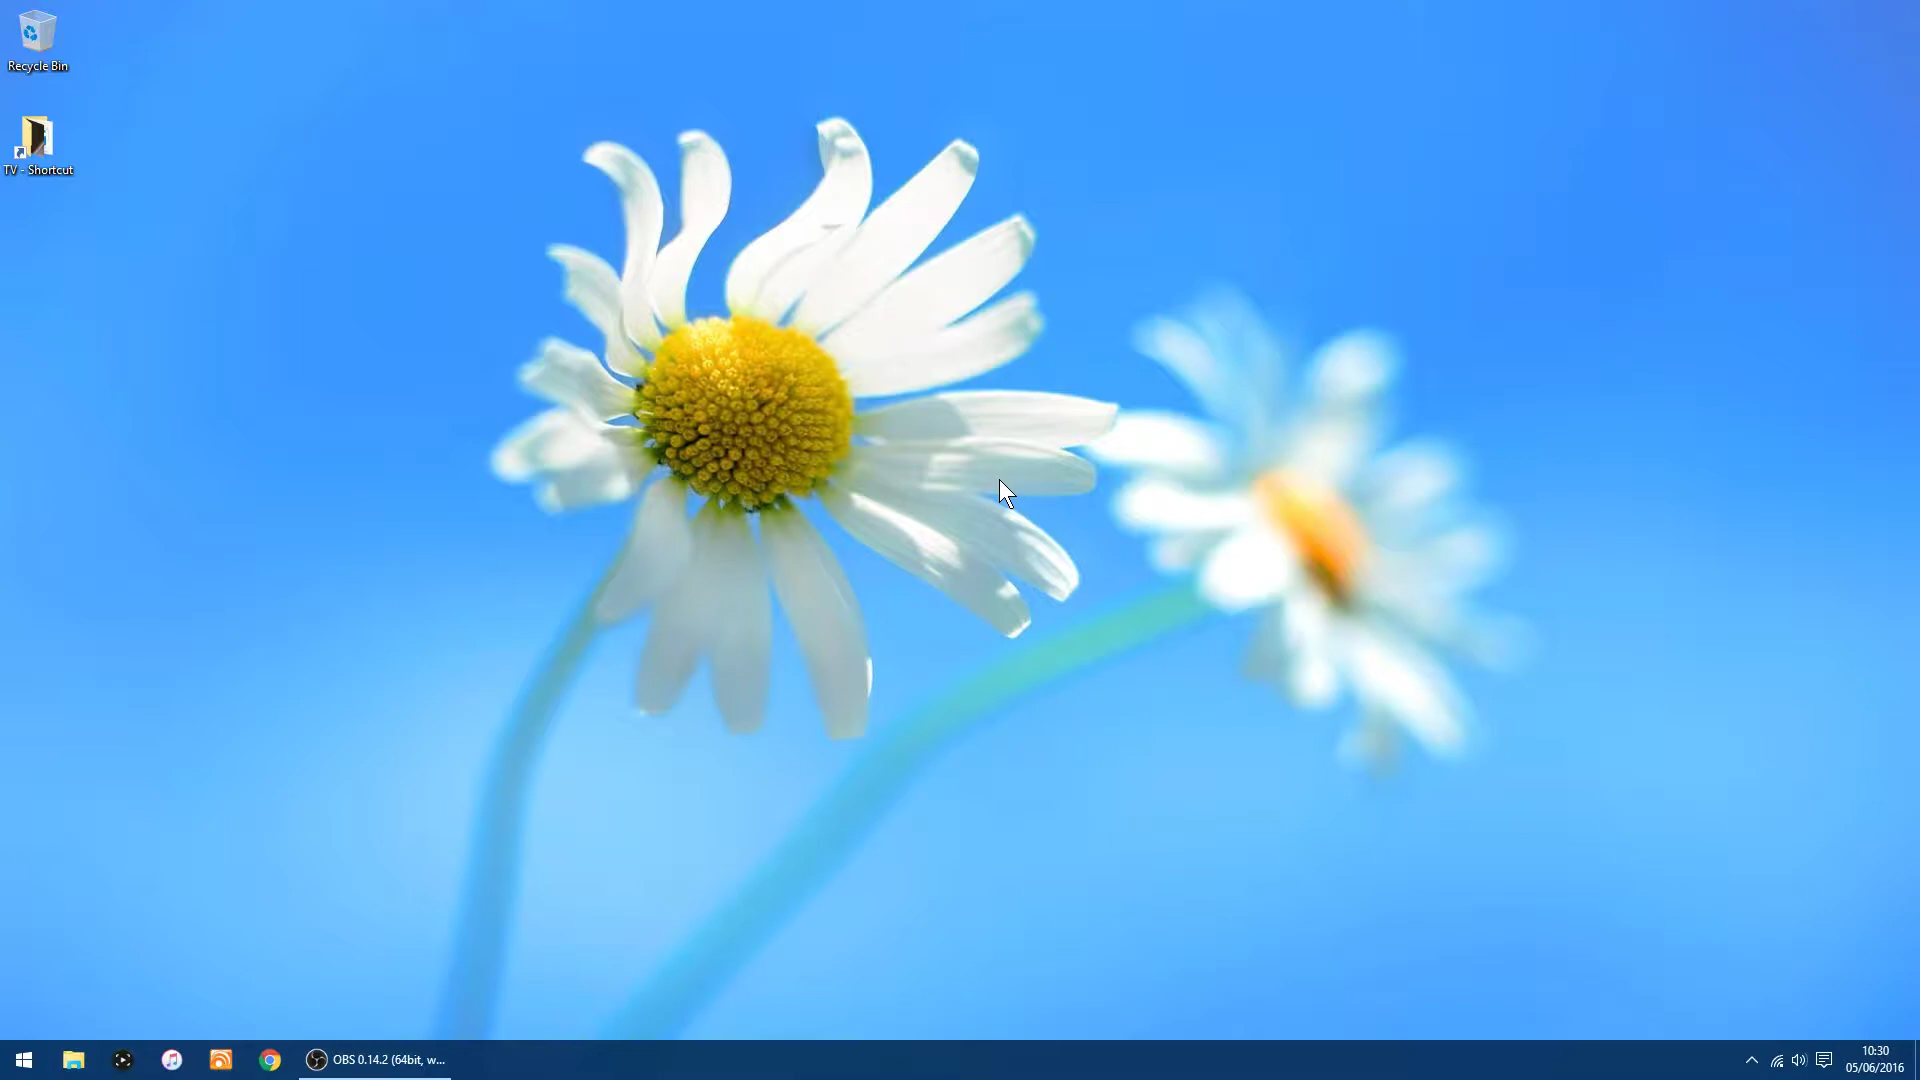 Recycle Bin
TV - Shortcut
OBS 0.14.2 (64bit, w...
10:30
05/06/2016